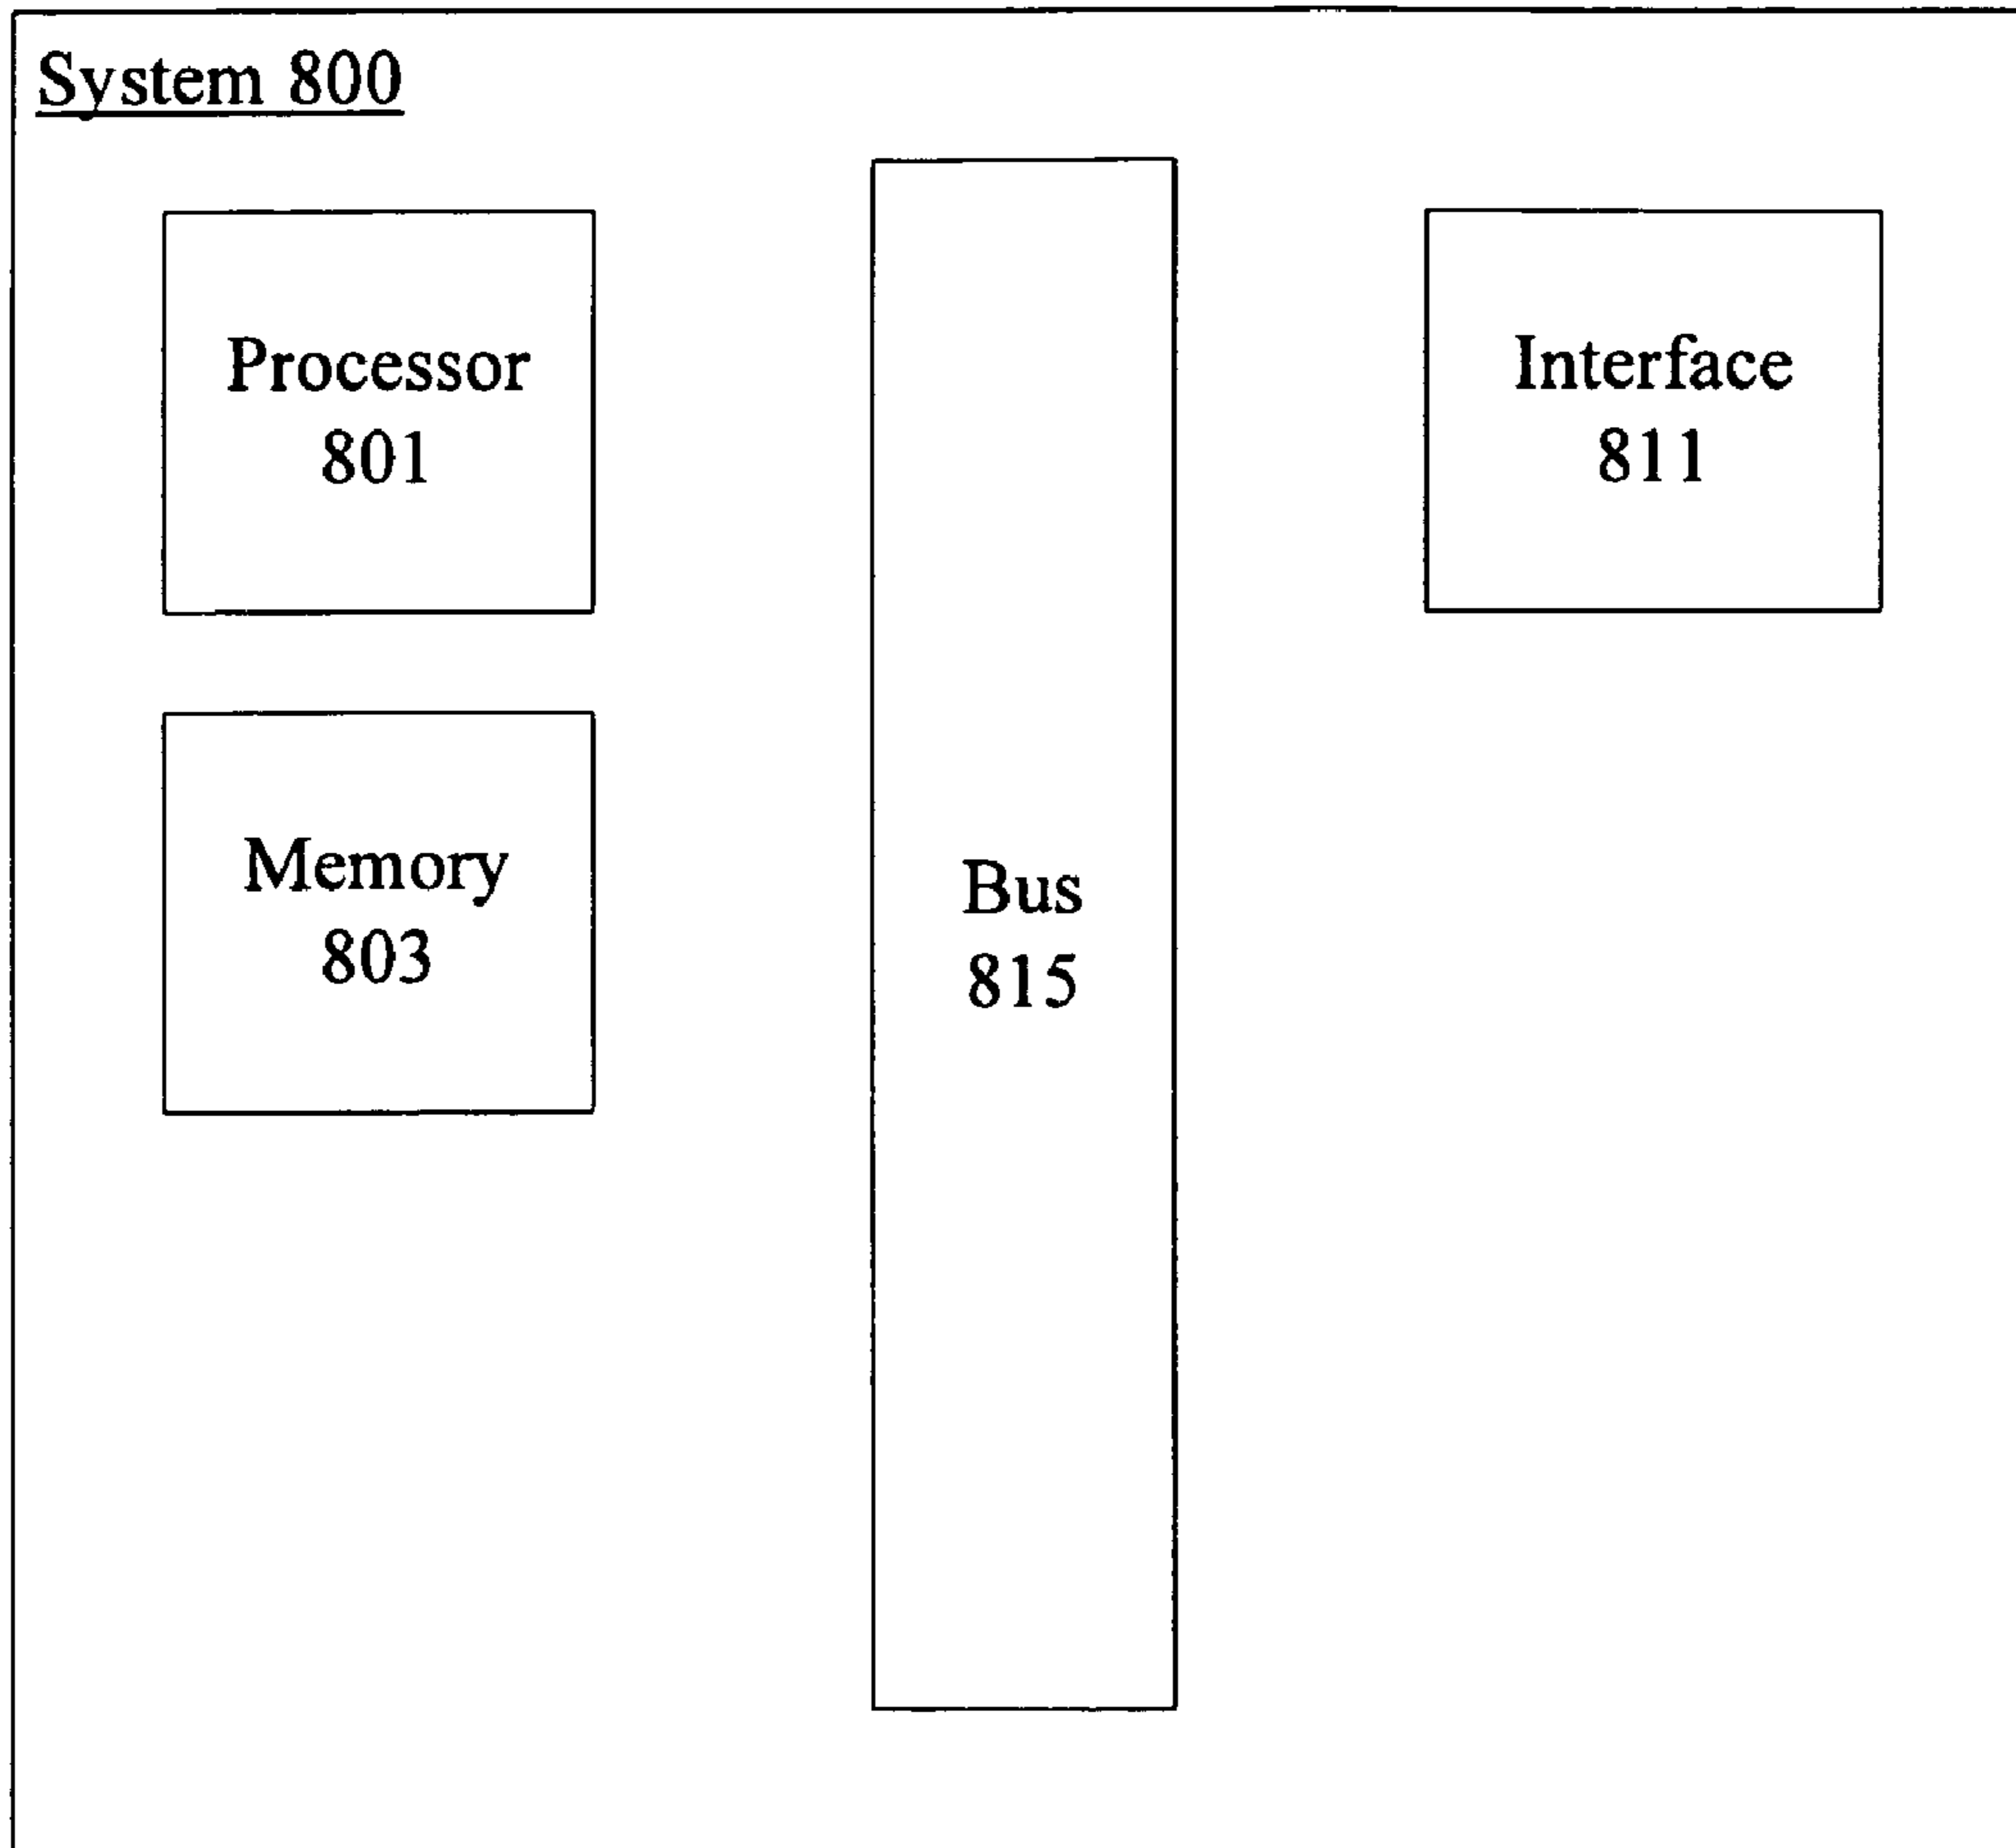 System 800
Processor
801
Interface
811
Memory
803
Bus
815